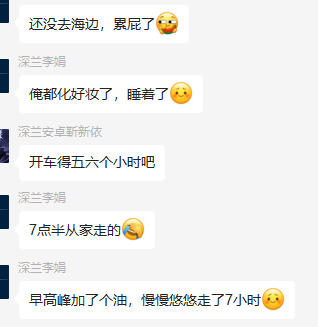 还没去海边，累屁了
深兰李娟
俺都化好妆了，睡着了
深兰安卓靳新侬
开车得五六个小时吧
深兰李娟
7点半从家走的
深兰李娟
早高峰加了个油，慢慢悠悠走了7小时